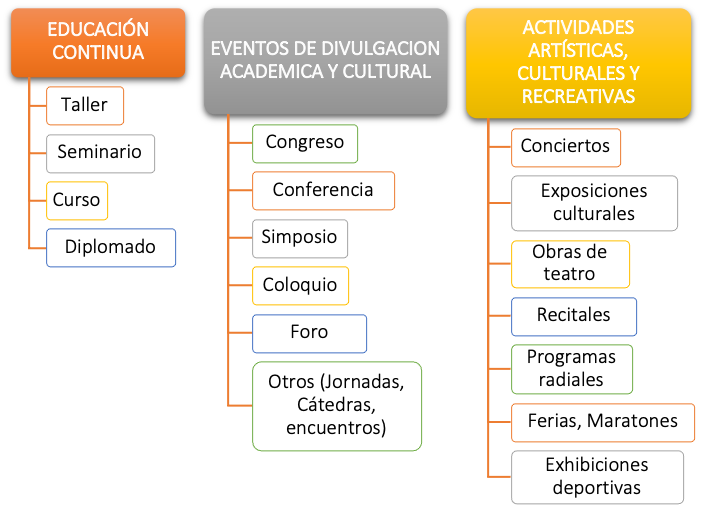 EDUCACIÓN
CONTINUA
Taller
Seminario
Curso
Diplomado
EVENTOS DE DIVULGACION
ACADEMICA Y CULTURAL
Congreso
Conferencia
Simposio
Coloquio
Foro
Otros (Jornadas,
Cátedras,
encuentros)
ACTIVIDADES
ARTÍSTICAS,
CULTURALES Y
RECREATIVAS
Conciertos
Exposiciones
culturales
Obras de
teatro
Recitales
Programas
radiales
Ferias, Maratones
Exhibiciones
deportivas